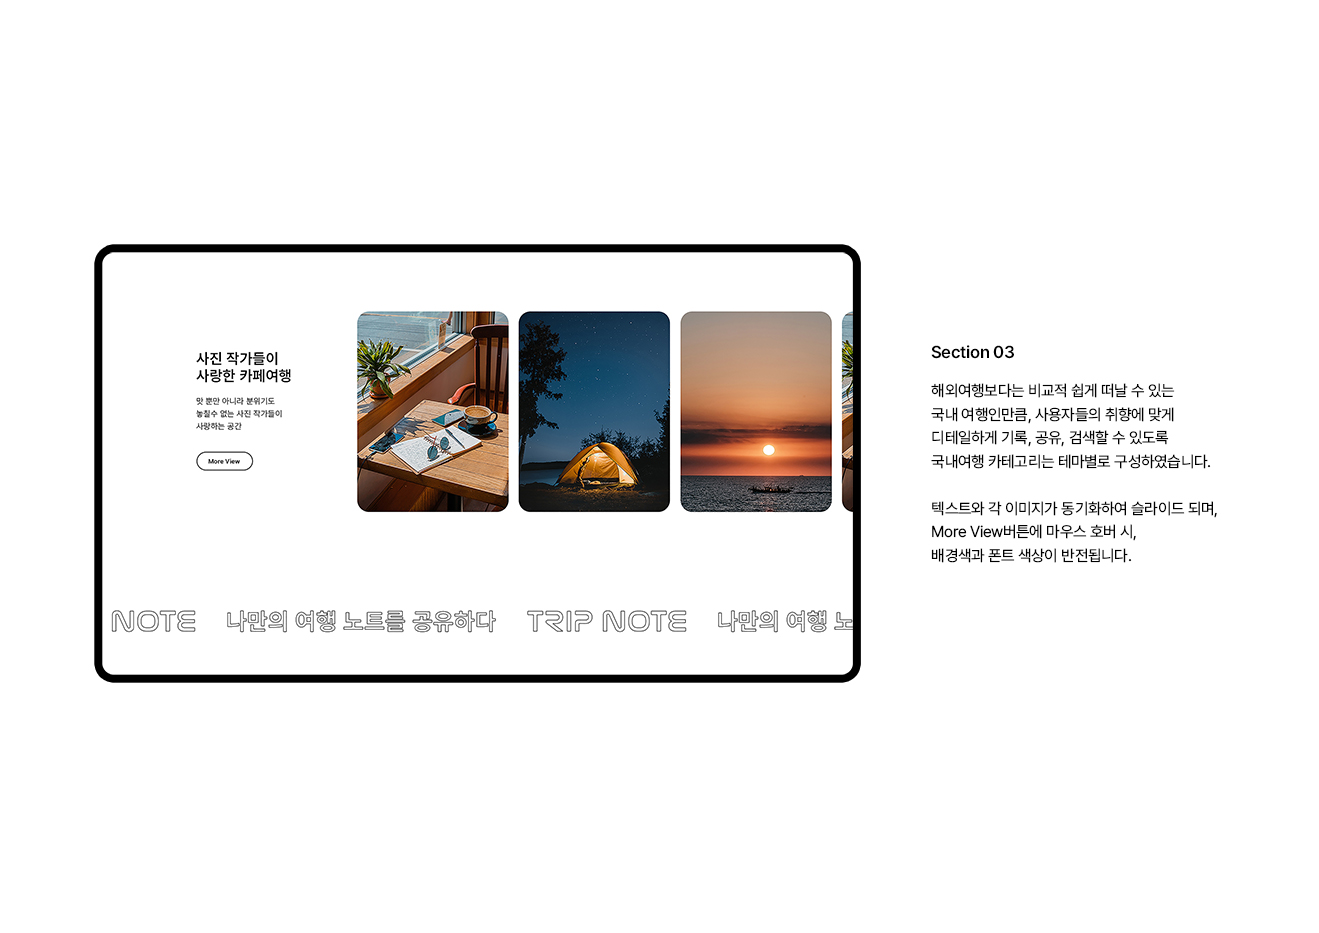 사진 작가들이
사랑한 카페여행
맛 뿐만 아니라 분위기도
놓칠수 없는 사진 작가들이
사랑하는 공간
More View
NOTE 나만의 여행 노트를 공유하다 TRIP NOTE 나만의 여행 노
Section 03
해외여행보다는 비교적 쉽게 떠날 수 있는
국내 여행인만큼, 사용자들의 취향에 맞게
디테일하게 기록, 공유, 검색할 수 있도록
국내여행 카테고리는 테마별로 구성하였습니다.
텍스트와 각 이미지가 동기화하여 슬라이드 되며,
More View버튼에 마우스 호버 시,
배경색과 폰트 색상이 반전됩니다.